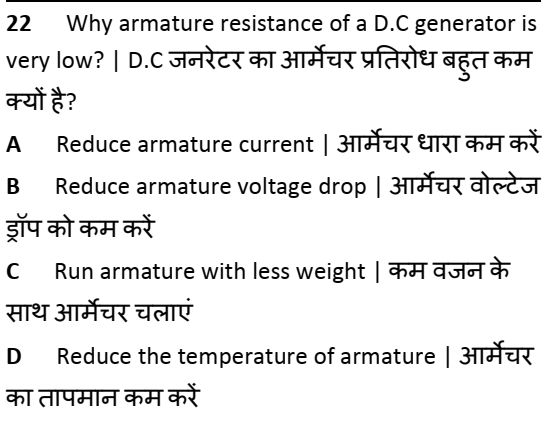 22 Why armature resistance of a D.C generator is
very low? | D.C जनरेटर का आर्मेचर प्रतिरोध बहुत कम
क्यों है?
A Reduce armature current | आर्मेचर धारा कम करें
B Reduce armature voltage drop | आर्मेचर वोल्टेज
ड्रॉप को कम करें
C Run armature with less weight | कम वजन के
साथ आर्मेचर चलाएं
D Reduce the temperature of armature | आर्मेचर
का तापमान कम करें